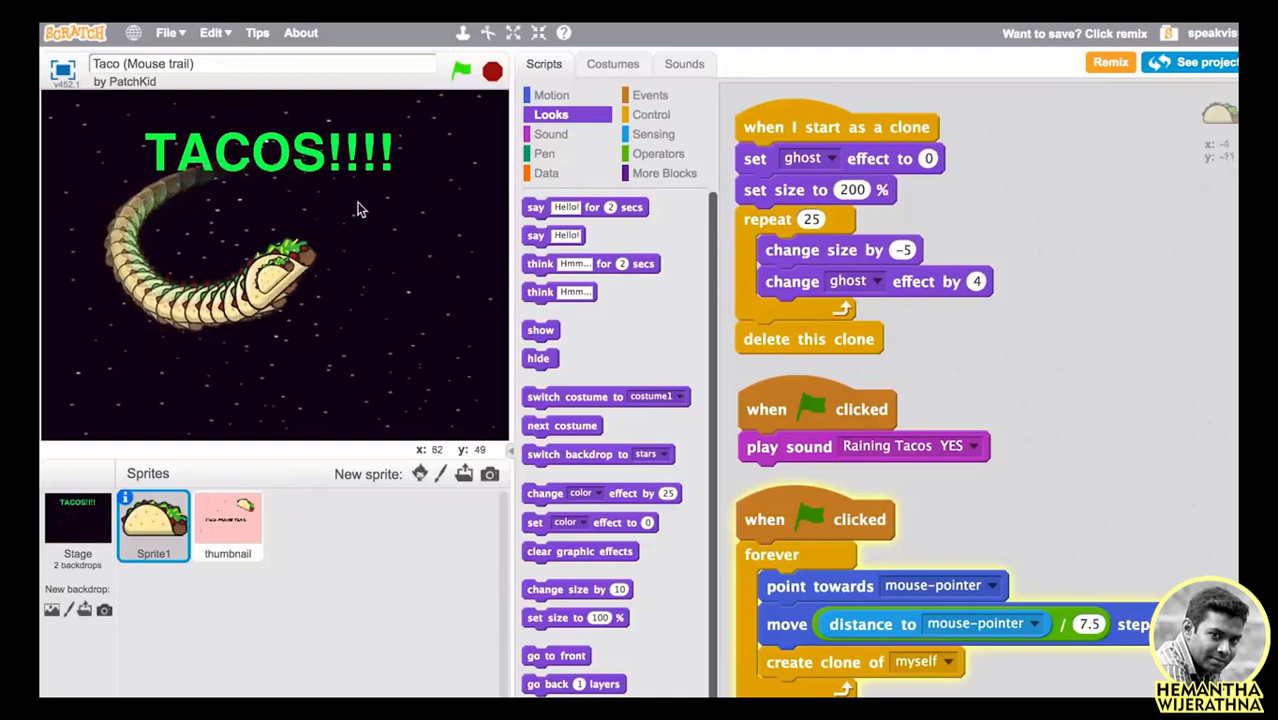 SCRATCH File Edit Tips About Want to save? Click remix speakvis
Taco (Mouse trail)
by PatchKid
v452.1
Scripts Costumes Sounds Remix See projec
TACOS!!!!
Motion Events
Looks Control
Sound Sensing
Pen Operators
Data More Blocks
say Hello! for 2 secs
say Hello!
think Hmm... for 2 secs
think Hmm...
show
hide
switch costume to costume1
next costume
switch backdrop to stars
change color effect by 25
set color effect to 0
clear graphic effects
change size by 10
set size to 100 %
go to front
go back 1 layers
when I start as a clone
set ghost effect to 0
set size to 200 %
repeat 25
change size by -5
change ghost effect by 4
delete this clone
when clicked
play sound Raining Tacos YES
when clicked
forever
point towards mouse-pointer
move distance to mouse-pointer / 7.5 step
create clone of myself
x: -4
y: -11
x: 62 y: 49
Sprites New sprite:
TACOS!!!!
Stage
2 backdrops
Sprite1
thumbnail
New backdrop:
HEMANTHA
WIJERATHNA